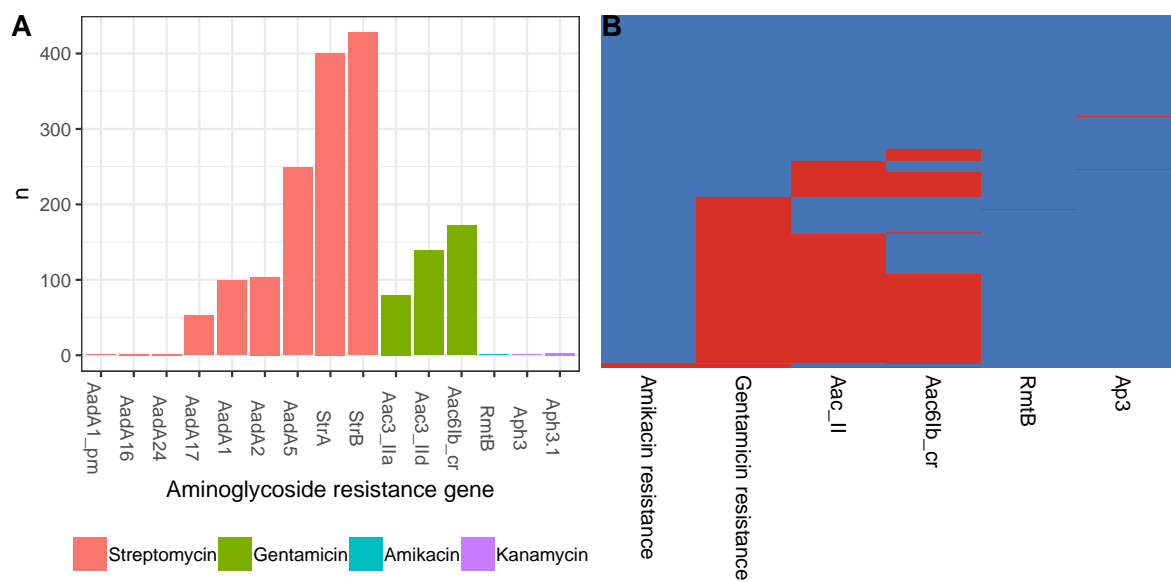 A
400
300
200
100
0
n
AadA1_pm
AadA16
AadA24
AadA17
AadA1
AadA2
AadA5
StrA
StrB
Aac3_IIa
Aac3_IId
Aac6Ib_cr
RmtB
Aph3
Aph3.1
Aminoglycoside resistance gene
Streptomycin Gentamicin Amikacin Kanamycin
B
Amikacin resistance
Gentamicin resistance
Aac_II
Aac6Ib_cr
RmtB
Ap3